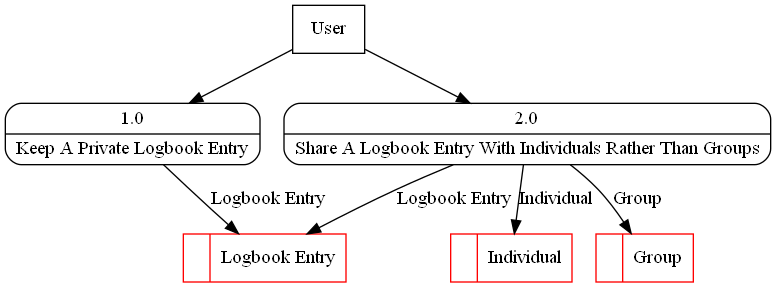 User
1.0
Keep A Private Logbook Entry
2.0
Share A Logbook Entry With Individuals Rather Than Groups
Logbook Entry
Logbook Entry
Individual
Group
Logbook Entry
Individual
Group